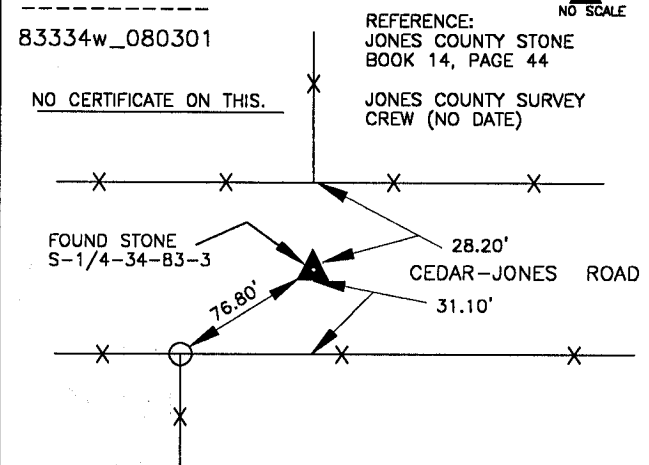 NO SCALE
83334w_080301
REFERENCE:
JONES COUNTY STONE
BOOK 14, PAGE 44
NO CERTIFICATE ON THIS.
JONES COUNTY SURVEY
CREW (NO DATE)
FOUND STONE
S-1/4-34-83-3
28.20'
CEDAR-JONES ROAD
76.80'
31.10'